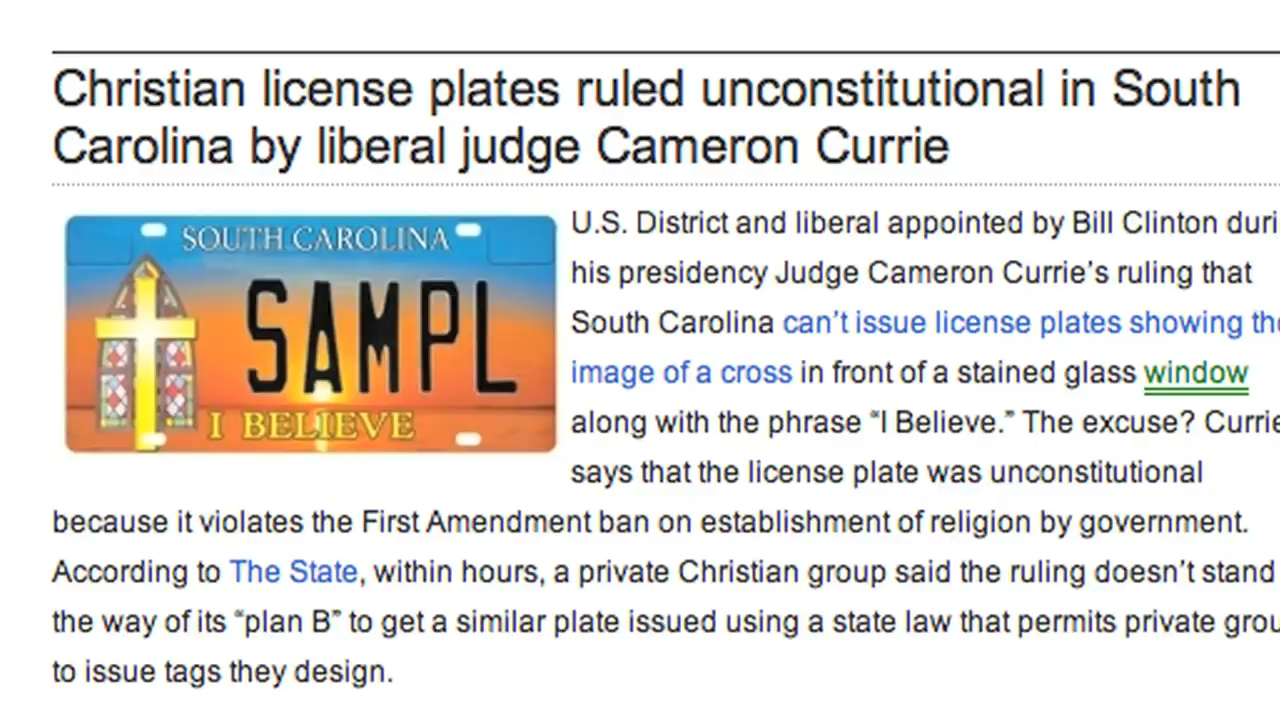 Christian license plates ruled unconstitutional in South
Carolina by liberal judge Cameron Currie
SOUTH CAROLINA
SAMPL
I BELIEVE
U.S. District and liberal appointed by Bill Clinton duri
his presidency Judge Cameron Currie’s ruling that
South Carolina can’t issue license plates showing the
image of a cross in front of a stained glass window
along with the phrase “I Believe.” The excuse? Currie
says that the license plate was unconstitutional
because it violates the First Amendment ban on establishment of religion by government.
According to The State, within hours, a private Christian group said the ruling doesn’t stand
the way of its “plan B” to get a similar plate issued using a state law that permits private grou
to issue tags they design.